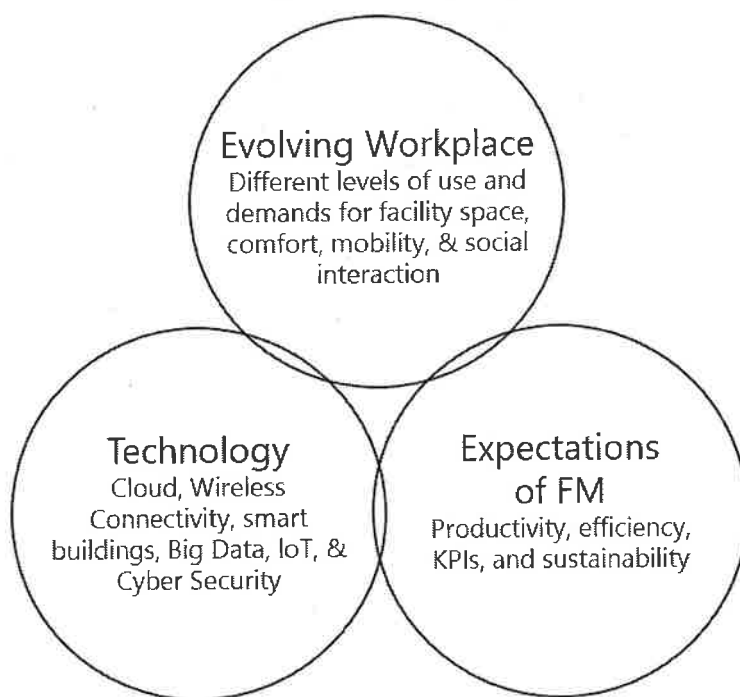 Evolving Workplace
Different levels of use and
demands for facility space,
comfort, mobility, & social
interaction
Technology
Cloud, Wireless
Connectivity, smart
buildings, Big Data, IoT, &
Cyber Security
Expectations
of FM
Productivity, efficiency,
KPIs, and sustainability